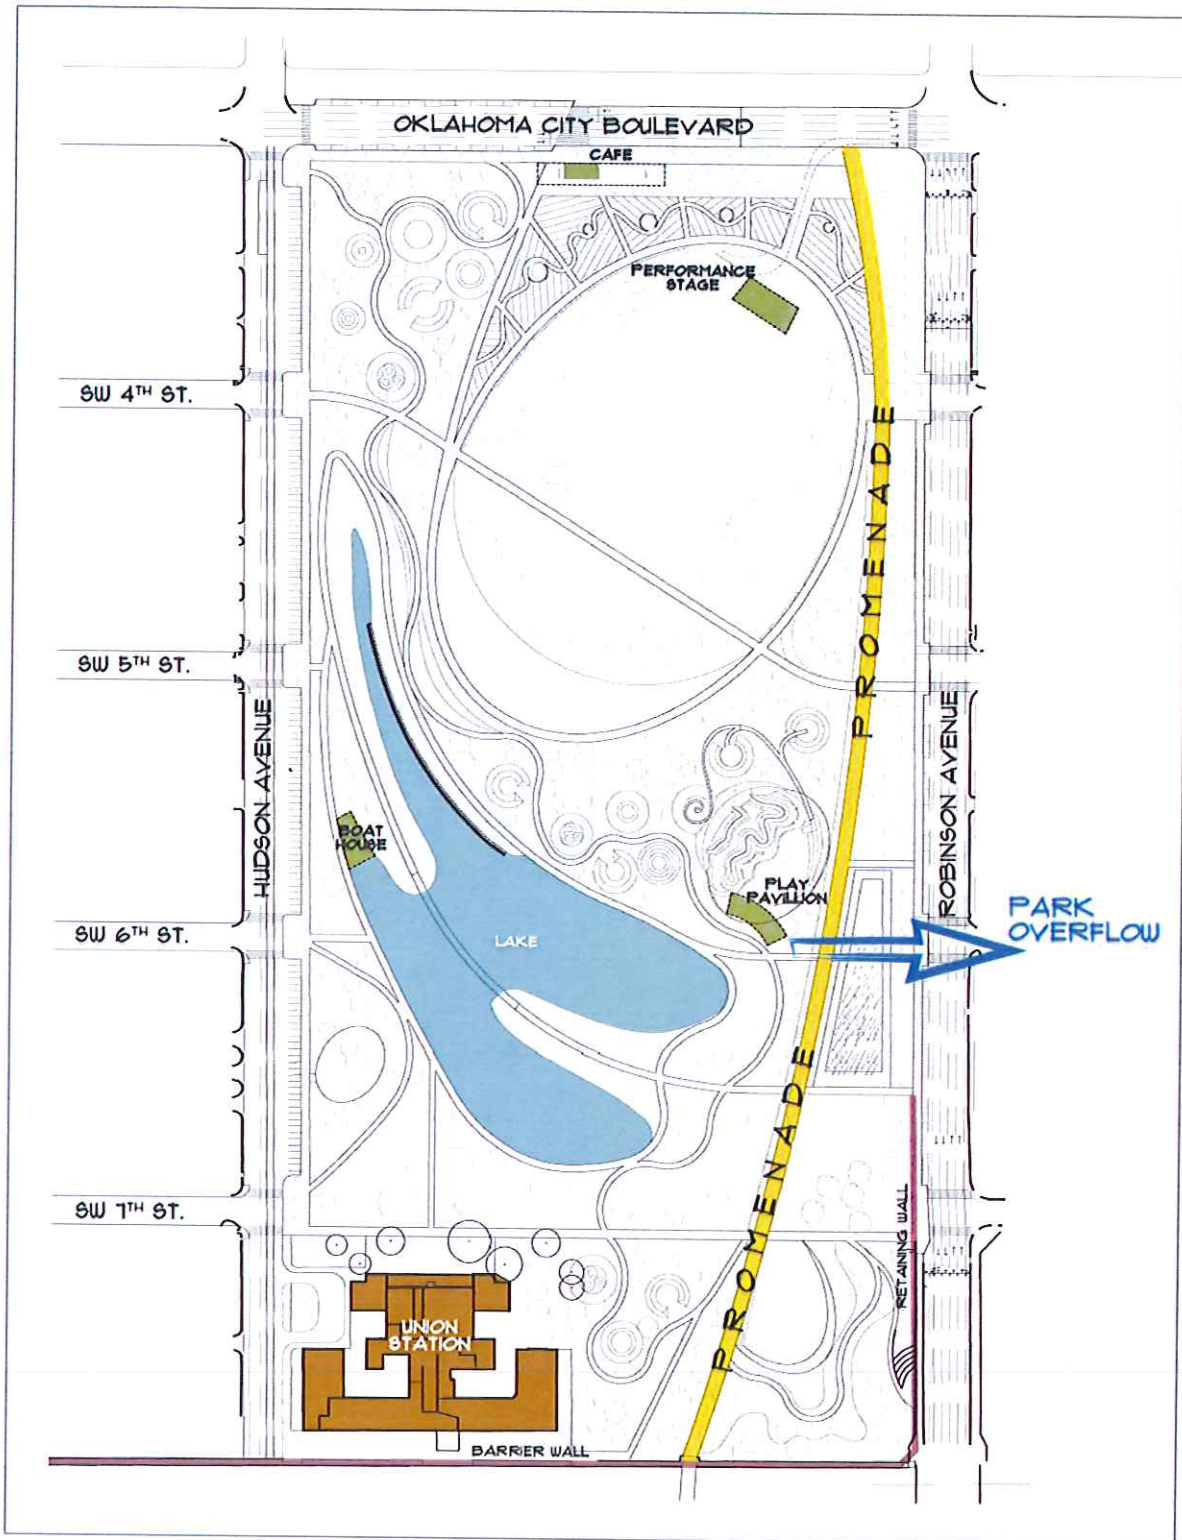 OKLAHOMA CITY BOULEVARD
CAFE
PERFORMANCE
STAGE
SW 4TH ST.
PROMENADE
SW 5TH ST.
HUDSON AVENUE
ROBINSON AVENUE
BOAT
HOUSE
PLAY
PAVILLION
PARK
OVERFLOW
SW 6TH ST.
LAKE
PROMENADE
SW 7TH ST.
RETAINING WALL
UNION
STATION
BARRIER WALL